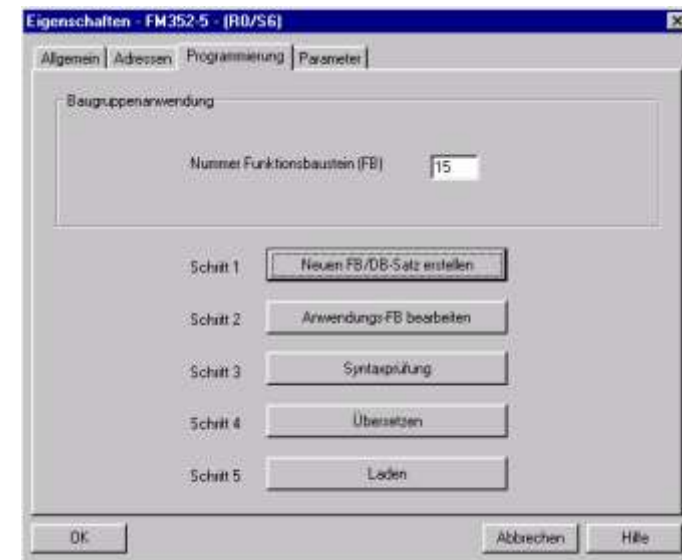 Eigenschaften - FM352-5 - (R0/S6)
Allgemein Adressen Programmierung Parameter
Baugruppenanwendung
Nummer Funktionsbaustein (FB) 15
Schritt 1 Neuen FB/DB-Satz erstellen
Schritt 2 Anwendungs-FB bearbeiten
Schritt 3 Syntaxprüfung
Schritt 4 Übersetzen
Schritt 5 Laden
OK Abbrechen Hilfe